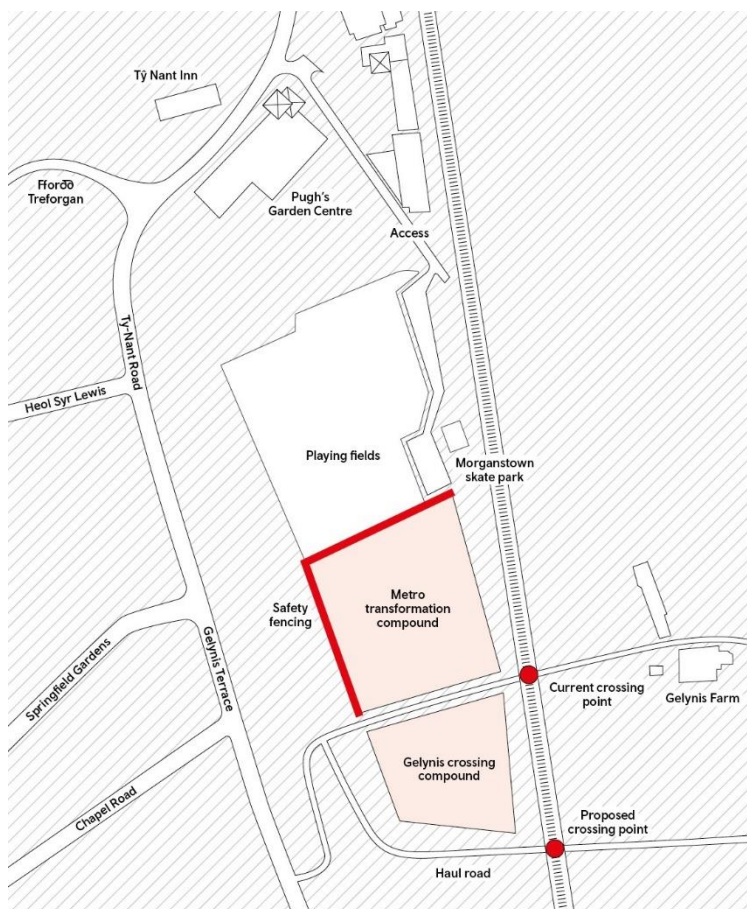 Tŷ Nant Inn
Ffordd
Treforgan
Pugh's
Garden Centre
Access
Ty-Nant Road
Heol Syr Lewis
Playing fields
Morganstown
skate park
Safety
fencing
Metro
transformation
compound
Springfield Gardens
Gelynis Terrace
Current crossing
point
Gelynis Farm
Gelynis crossing
compound
Chapel Road
Proposed
crossing point
Haul road